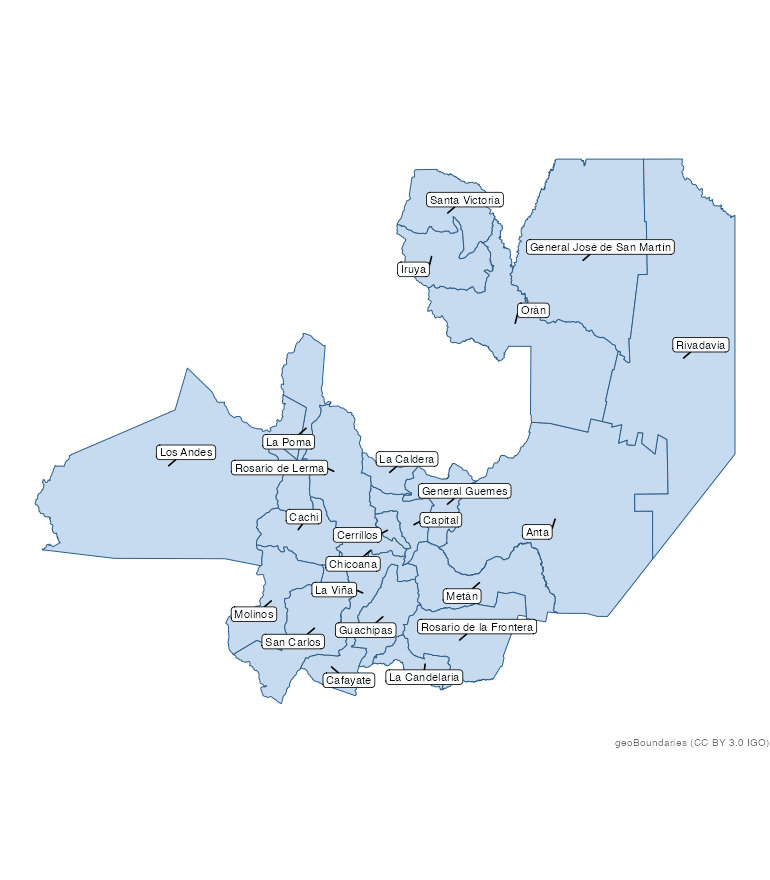 Santa Victoria
General José de San Martín
Iruya
Orán
Rivadavia
La Poma
Los Andes
La Caldera
Rosario de Lerma
General Guemes
Cachi
Capital
Anta
Cerrillos
Chicoana
La Viña
Metán
Molinos
Guachipas
Rosario de la Frontera
San Carlos
Cafayate
La Candelaria
geoBoundaries (CC BY 3.0 IGO)